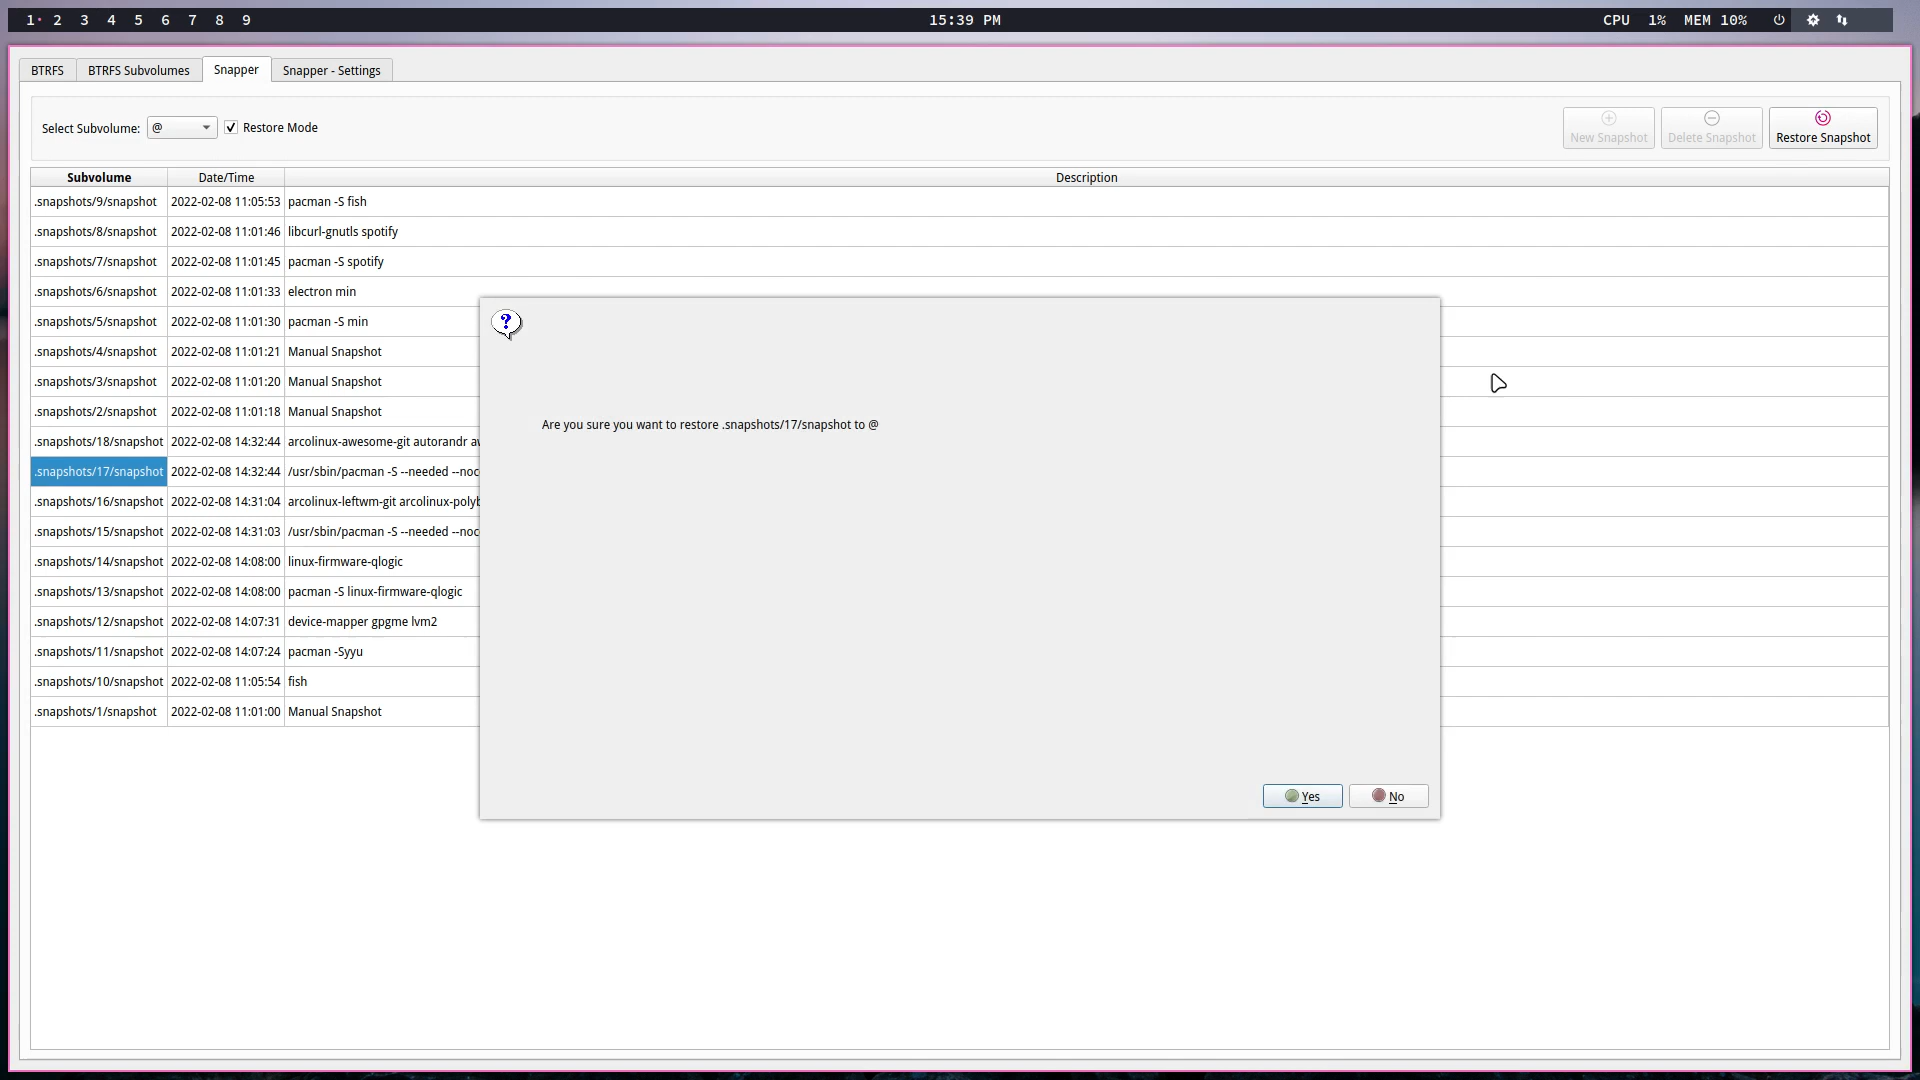 1 2 3 4 5 6 7 8 9 15:39 PM CPU 1% MEM 10%
BTRFS BTRFS Subvolumes Snapper Snapper - Settings
Select Subvolume: @ Restore Mode New Snapshot Delete Snapshot Restore Snapshot
Subvolume Date/Time Description
.snapshots/9/snapshot 2022-02-08 11:05:53 pacman -S fish
.snapshots/8/snapshot 2022-02-08 11:01:46 libcurl-gnutls spotify
.snapshots/7/snapshot 2022-02-08 11:01:45 pacman -S spotify
.snapshots/6/snapshot 2022-02-08 11:01:33 electron min
.snapshots/5/snapshot 2022-02-08 11:01:30 pacman -S min
.snapshots/4/snapshot 2022-02-08 11:01:21 Manual Snapshot
.snapshots/3/snapshot 2022-02-08 11:01:20 Manual Snapshot
.snapshots/2/snapshot 2022-02-08 11:01:18 Manual Snapshot
.snapshots/18/snapshot 2022-02-08 14:32:44 arcolinux-awesome-git autorandr
.snapshots/17/snapshot 2022-02-08 14:32:44 /usr/sbin/pacman -S --needed --noc
.snapshots/16/snapshot 2022-02-08 14:31:04 arcolinux-leftwm-git arcolinux-poly
.snapshots/15/snapshot 2022-02-08 14:31:03 /usr/sbin/pacman -S --needed --noc
.snapshots/14/snapshot 2022-02-08 14:08:00 linux-firmware-qlogic
.snapshots/13/snapshot 2022-02-08 14:08:00 pacman -S linux-firmware-qlogic
.snapshots/12/snapshot 2022-02-08 14:07:31 device-mapper gpgme lvm2
.snapshots/11/snapshot 2022-02-08 14:07:24 pacman -Syyu
.snapshots/10/snapshot 2022-02-08 11:05:54 fish
.snapshots/1/snapshot 2022-02-08 11:01:00 Manual Snapshot
?
Are you sure you want to restore .snapshots/17/snapshot to @
Yes No